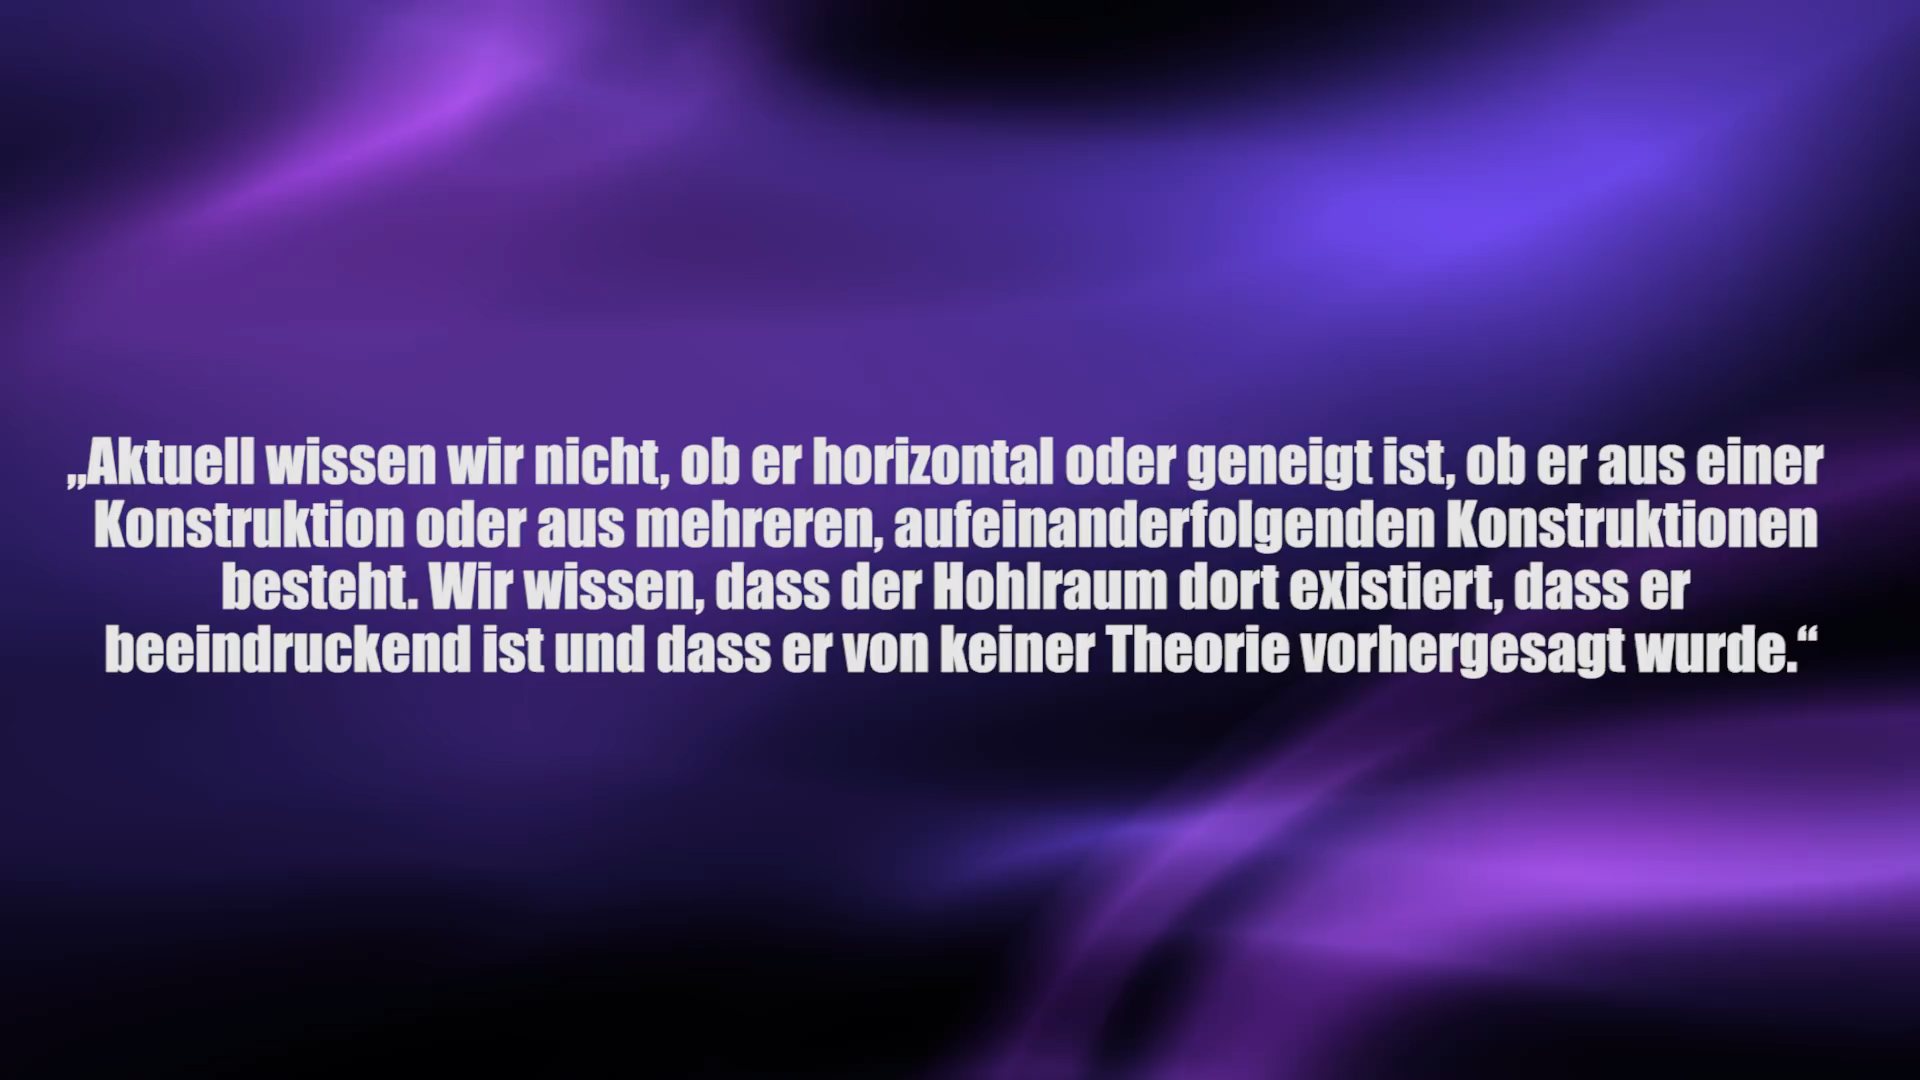 „Aktuell wissen wir nicht, ob er horizontal oder geneigt ist, ob er aus einer
Konstruktion oder aus mehreren, aufeinanderfolgenden Konstruktionen
besteht. Wir wissen, dass der Hohlraum dort existiert, dass er
beeindruckend ist und dass er von keiner Theorie vorhergesagt wurde.“